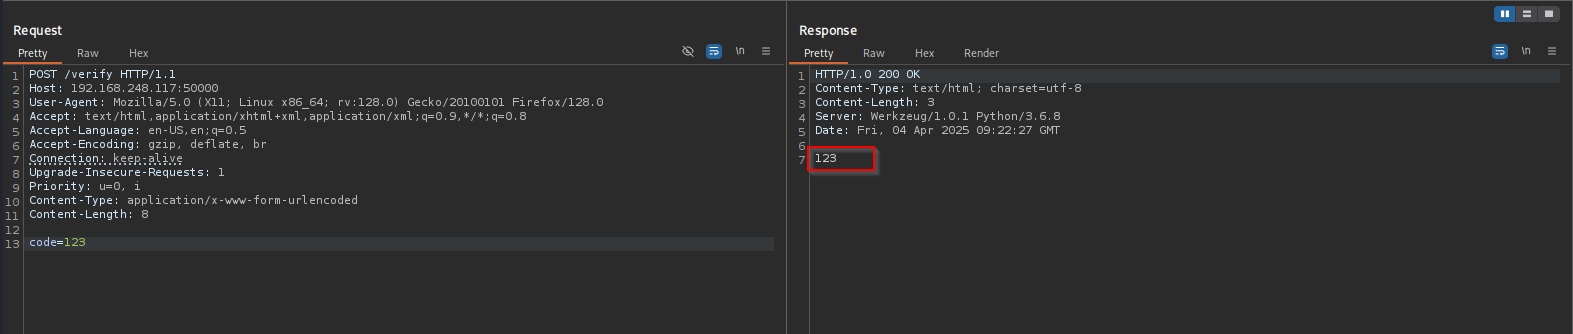 Request
Pretty Raw Hex
\n
1 POST /verify HTTP/1.1
2 Host: 192.168.248.117:50000
3 User-Agent: Mozilla/5.0 (X11; Linux x86_64; rv:128.0) Gecko/20100101 Firefox/128.0
4 Accept: text/html,application/xhtml+xml,application/xml;q=0.9,*/*;q=0.8
5 Accept-Language: en-US,en;q=0.5
6 Accept-Encoding: gzip, deflate, br
7 Connection: keep-alive
8 Upgrade-Insecure-Requests: 1
9 Priority: u=0, i
10 Content-Type: application/x-www-form-urlencoded
11 Content-Length: 8
12
13 code=123
Response
Pretty Raw Hex Render
\n
1 HTTP/1.0 200 OK
2 Content-Type: text/html; charset=utf-8
3 Content-Length: 3
4 Server: Werkzeug/1.0.1 Python/3.6.8
5 Date: Fri, 04 Apr 2025 09:22:27 GMT
6
7 123